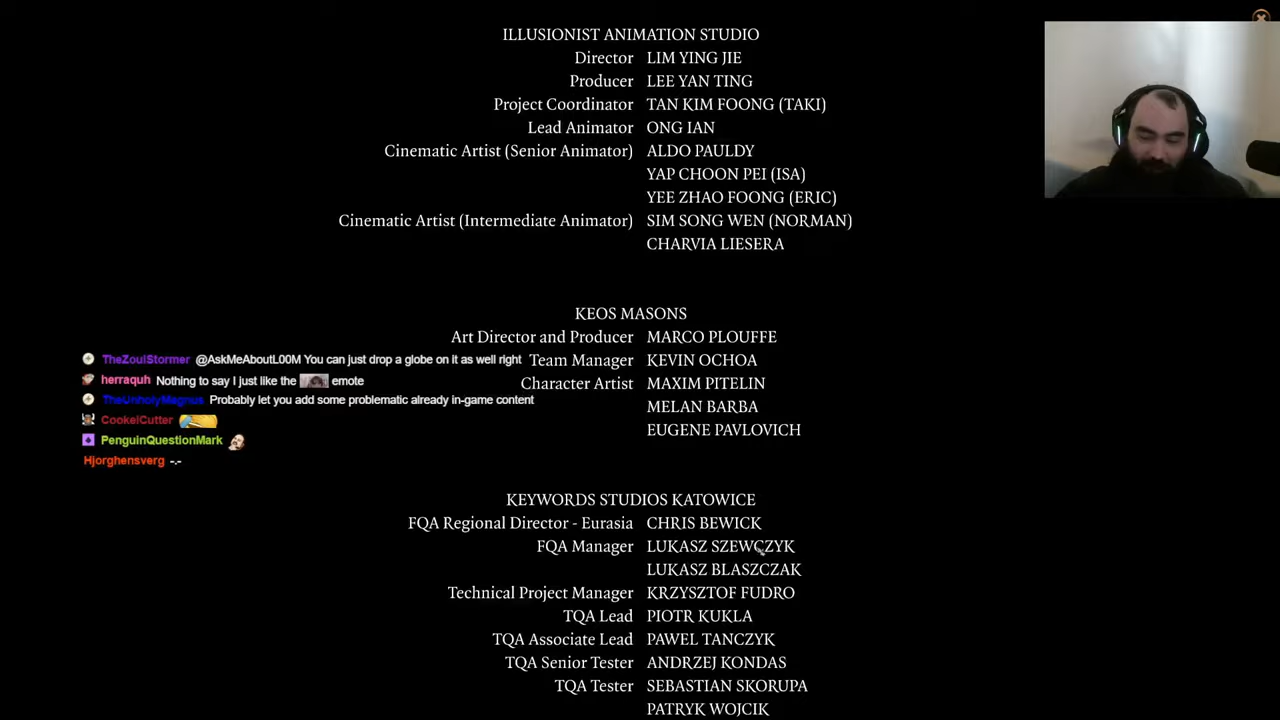 ILLUSIONIST ANIMATION STUDIO
Director LIM YING JIE
Producer LEE YAN TING
Project Coordinator TAN KIM FOONG (TAKI)
Lead Animator ONG IAN
Cinematic Artist (Senior Animator) ALDO PAULDY
YAP CHOON PEI (ISA)
YEE ZHAO FOONG (ERIC)
Cinematic Artist (Intermediate Animator) SIM SONG WEN (NORMAN)
CHARVIA LIESERA
KEOS MASONS
Art Director and Producer MARCO PLOUFFE
Team Manager KEVIN OCHOA
Character Artist MAXIM PITELIN
MELAN BARBA
EUGENE PAVLOVICH
TheZoulStormer @AskMeAboutL00M You can just drop a globe on it as well right
herraquh Nothing to say I just like the emote
TheUnholyMagnus Probably let you add some problematic already in-game content
CookelCutter
PenguinQuestionMark
Hjorghensverg -.-
KEYWORDS STUDIOS KATOWICE
FQA Regional Director - Eurasia CHRIS BEWICK
FQA Manager LUKASZ SZEWCZYK
LUKASZ BLASZCZAK
Technical Project Manager KRZYSZTOF FUDRO
TQA Lead PIOTR KUKLA
TQA Associate Lead PAWEL TANCZYK
TQA Senior Tester ANDRZEJ KONDAS
TQA Tester SEBASTIAN SKORUPA
PATRYK WOJCIK